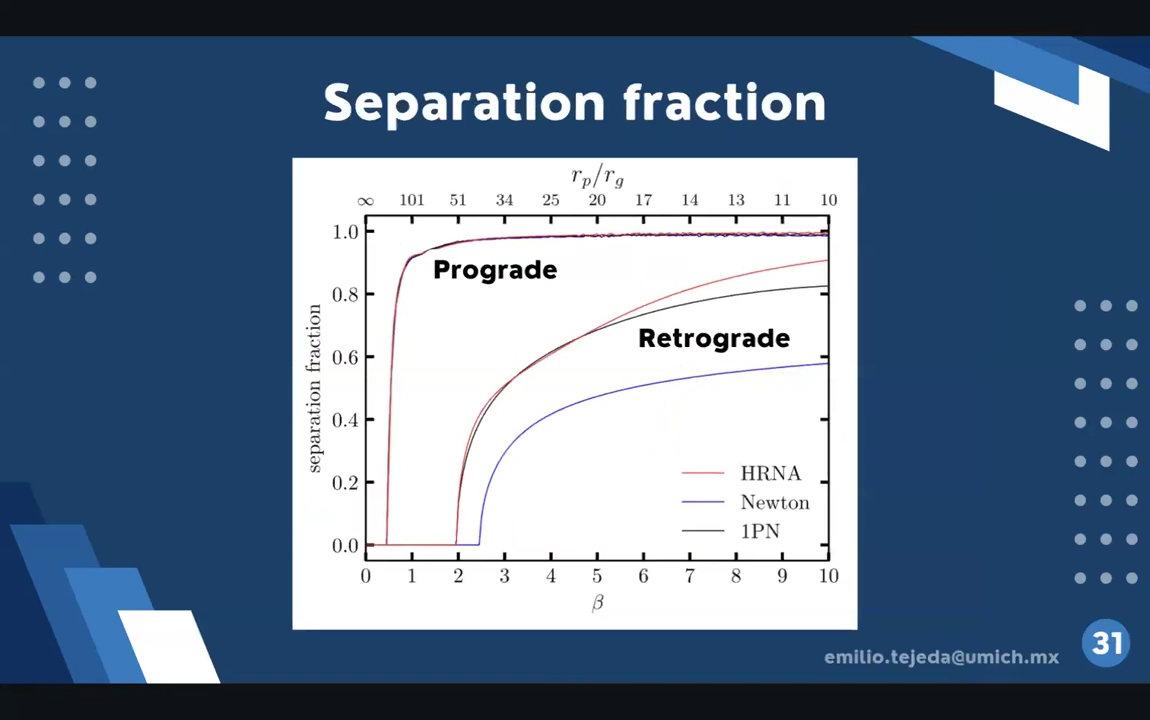 Separation fraction
r_p/r_g
∞ 101 51 34 25 20 17 14 13 11 10
1.0
Prograde
0.8
Retrograde
separation fraction
0.6
0.4
HRNA
0.2
Newton
1PN
0.0
0 1 2 3 4 5 6 7 8 9 10
β
31
emilio.tejeda@umich.mx